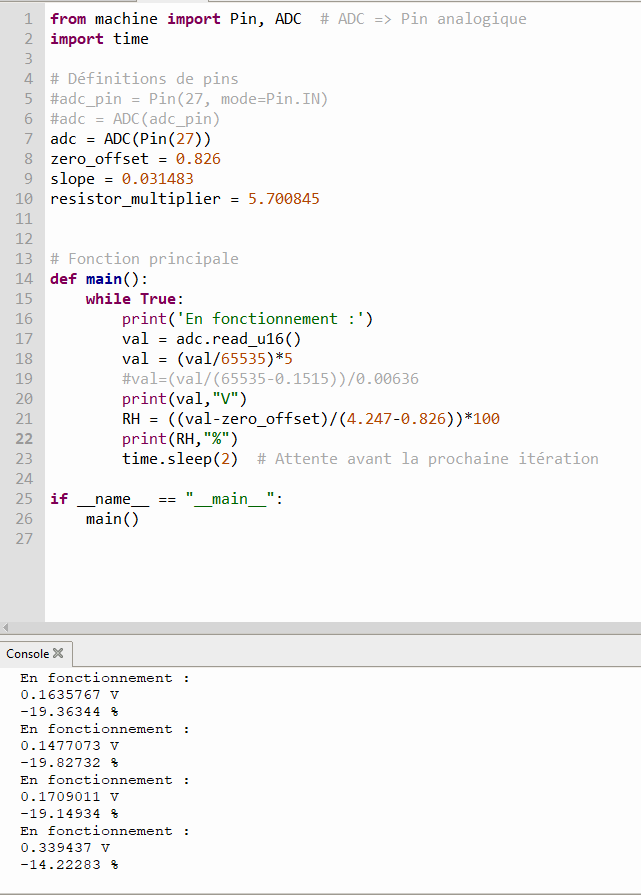 1 from machine import Pin, ADC  # ADC => Pin analogique
2 import time
3
4 # Définitions de pins
5 #adc_pin = Pin(27, mode=Pin.IN)
6 #adc = ADC(adc_pin)
7 adc = ADC(Pin(27))
8 zero_offset = 0.826
9 slope = 0.031483
10 resistor_multiplier = 5.700845
11
12
13 # Fonction principale
14 def main():
15     while True:
16         print('En fonctionnement :')
17         val = adc.read_u16()
18         val = (val/65535)*5
19         #val=(val/(65535-0.1515))/0.00636
20         print(val,"V")
21         RH = ((val-zero_offset)/(4.247-0.826))*100
22         print(RH,"%")
23         time.sleep(2)  # Attente avant la prochaine itération
24
25 if __name__ == "__main__":
26     main()
27
Console
En fonctionnement :
0.1635767 V
-19.36344 %
En fonctionnement :
0.1477073 V
-19.82732 %
En fonctionnement :
0.1709011 V
-19.14934 %
En fonctionnement :
0.339437 V
-14.22283 %